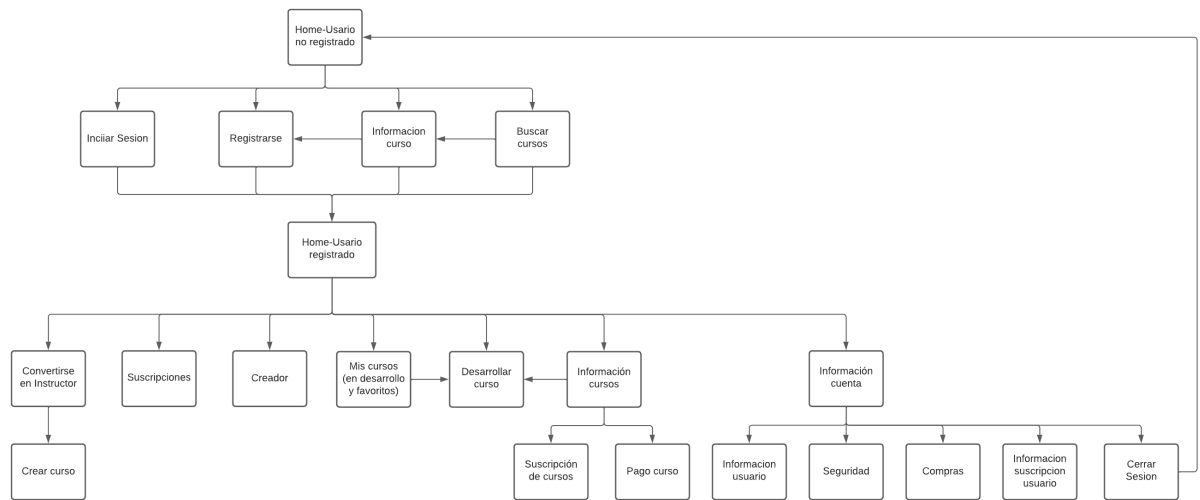 Home-Usario
no registrado
Inciiar Sesion
Registrarse
Informacion
curso
Buscar
cursos
Home-Usario
registrado
Convertirse
en Instructor
Suscripciones
Creador
Mis cursos
(en desarrollo
y favoritos)
Desarrollar
curso
Información
cursos
Información
cuenta
Crear curso
Suscripción
de cursos
Pago curso
Informacion
usuario
Seguridad
Compras
Informacion
suscripcion
usuario
Cerrar
Sesion